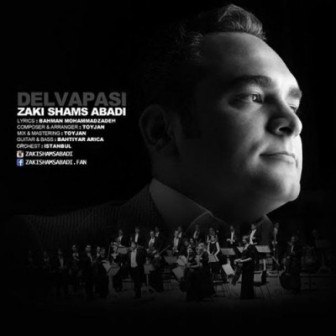 DELVAPASI
ZAKI SHAMS ABADI
LYRICS : BAHMAN MOHAMMADZADEH
COMPOSER & ARRANGER : TOYJAN
MIX & MASTERING : TOYJAN
GUITAR & BASS : BAHTIYAR ARICA
ORCHEST : ISTANBUL
ZAKISHAMSABADI
ZAKISHAMSABADI.FAN